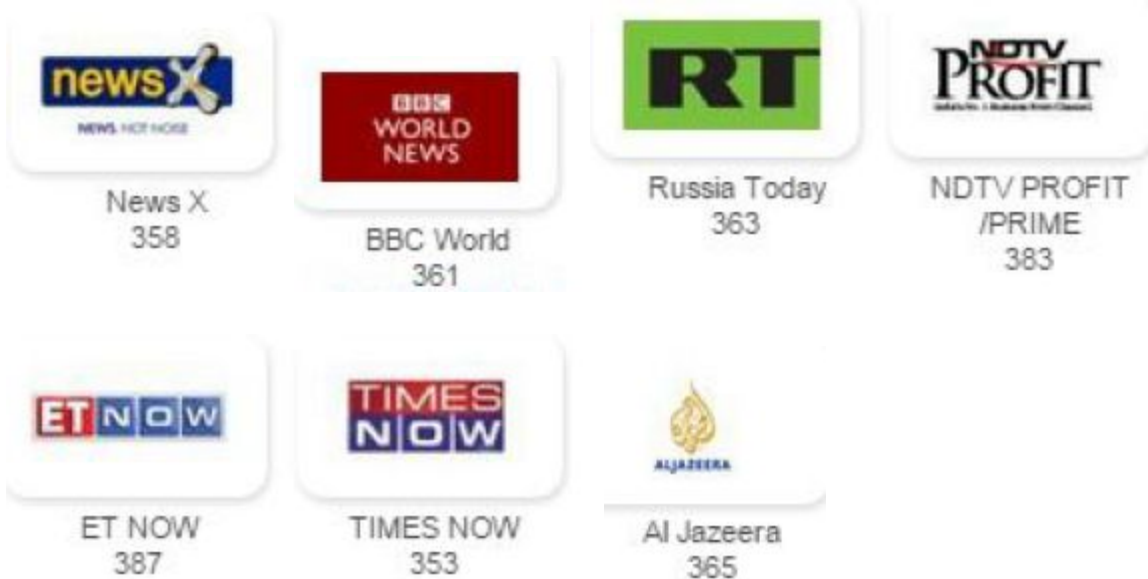 newsX
NEWS NOT NOISE
News X
358
BBC
WORLD
NEWS
BBC World
361
RT
Russia Today
363
NDTV
PROFIT
NDTV PROFIT
/PRIME
383
ET NOW
ET NOW
387
TIMES
NOW
TIMES NOW
353
ALJAZEERA
Al Jazeera
365